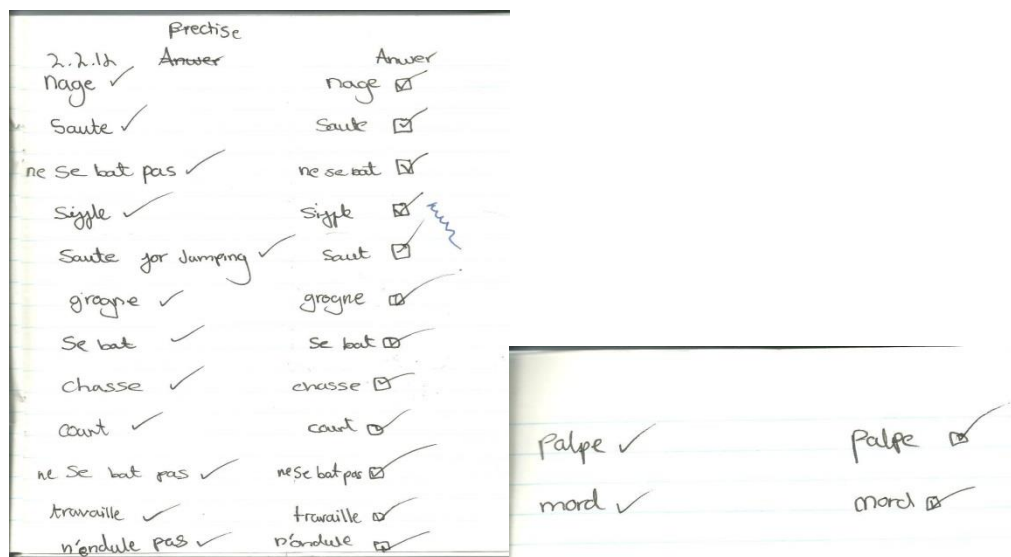 Prectise
2.2.12 Answer Anwer
nage nage
Saute Saute
ne se bat pas ne se bat
siffle siffle
Saute for Jumping Saut
grogne grogne
Se bat Se bat
chasse chasse
court court
ne Se bat pas ne Se bat pas
travaille travaille
n'ondule pas n'ondule
Palpe Palpe
mord mord